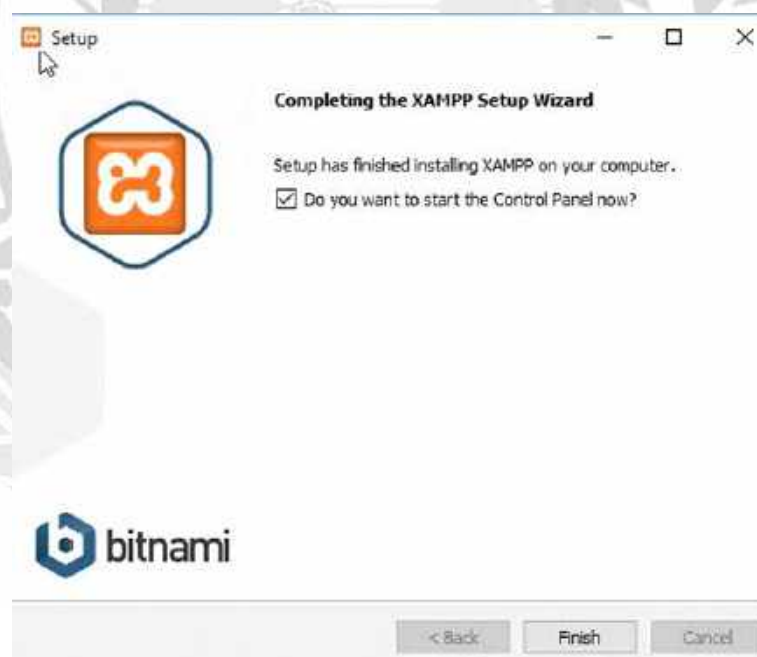 Setup
Completing the XAMPP Setup Wizard
Setup has finished installing XAMPP on your computer.
Do you want to start the Control Panel now?
bitnami
< Back Finish Cancel